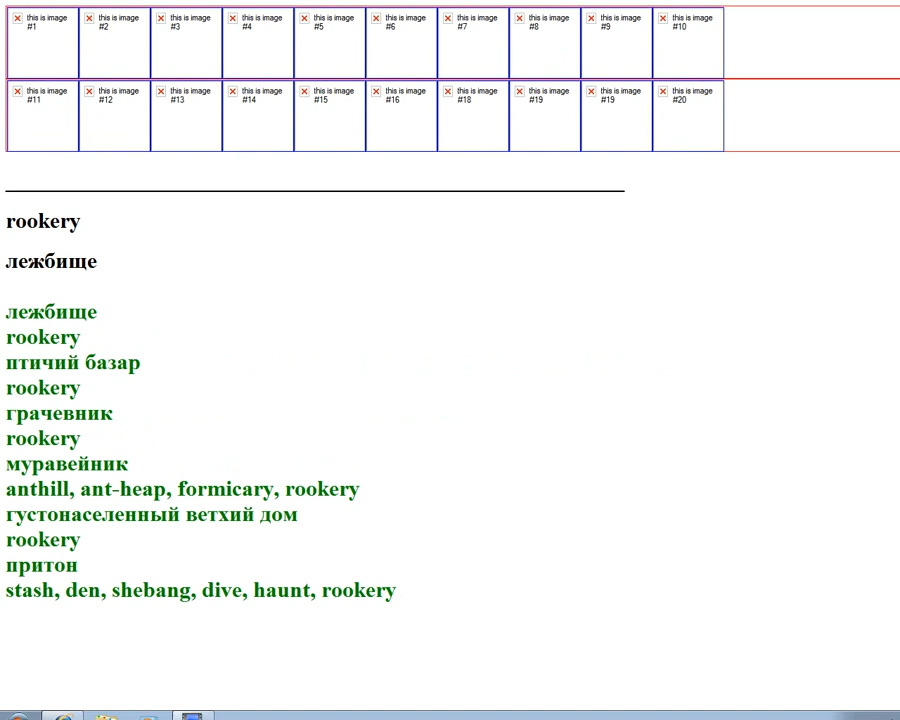 this is image #1 this is image #2 this is image #3 this is image #4 this is image #5 this is image #6 this is image #7 this is image #8 this is image #9 this is image #10
this is image #11 this is image #12 this is image #13 this is image #14 this is image #15 this is image #16 this is image #18 this is image #19 this is image #19 this is image #20
rookery
лежбище
лежбище
rookery
птичий базар
rookery
грачевник
rookery
муравейник
anthill, ant-heap, formicary, rookery
густонаселенный ветхий дом
rookery
притон
stash, den, shebang, dive, haunt, rookery